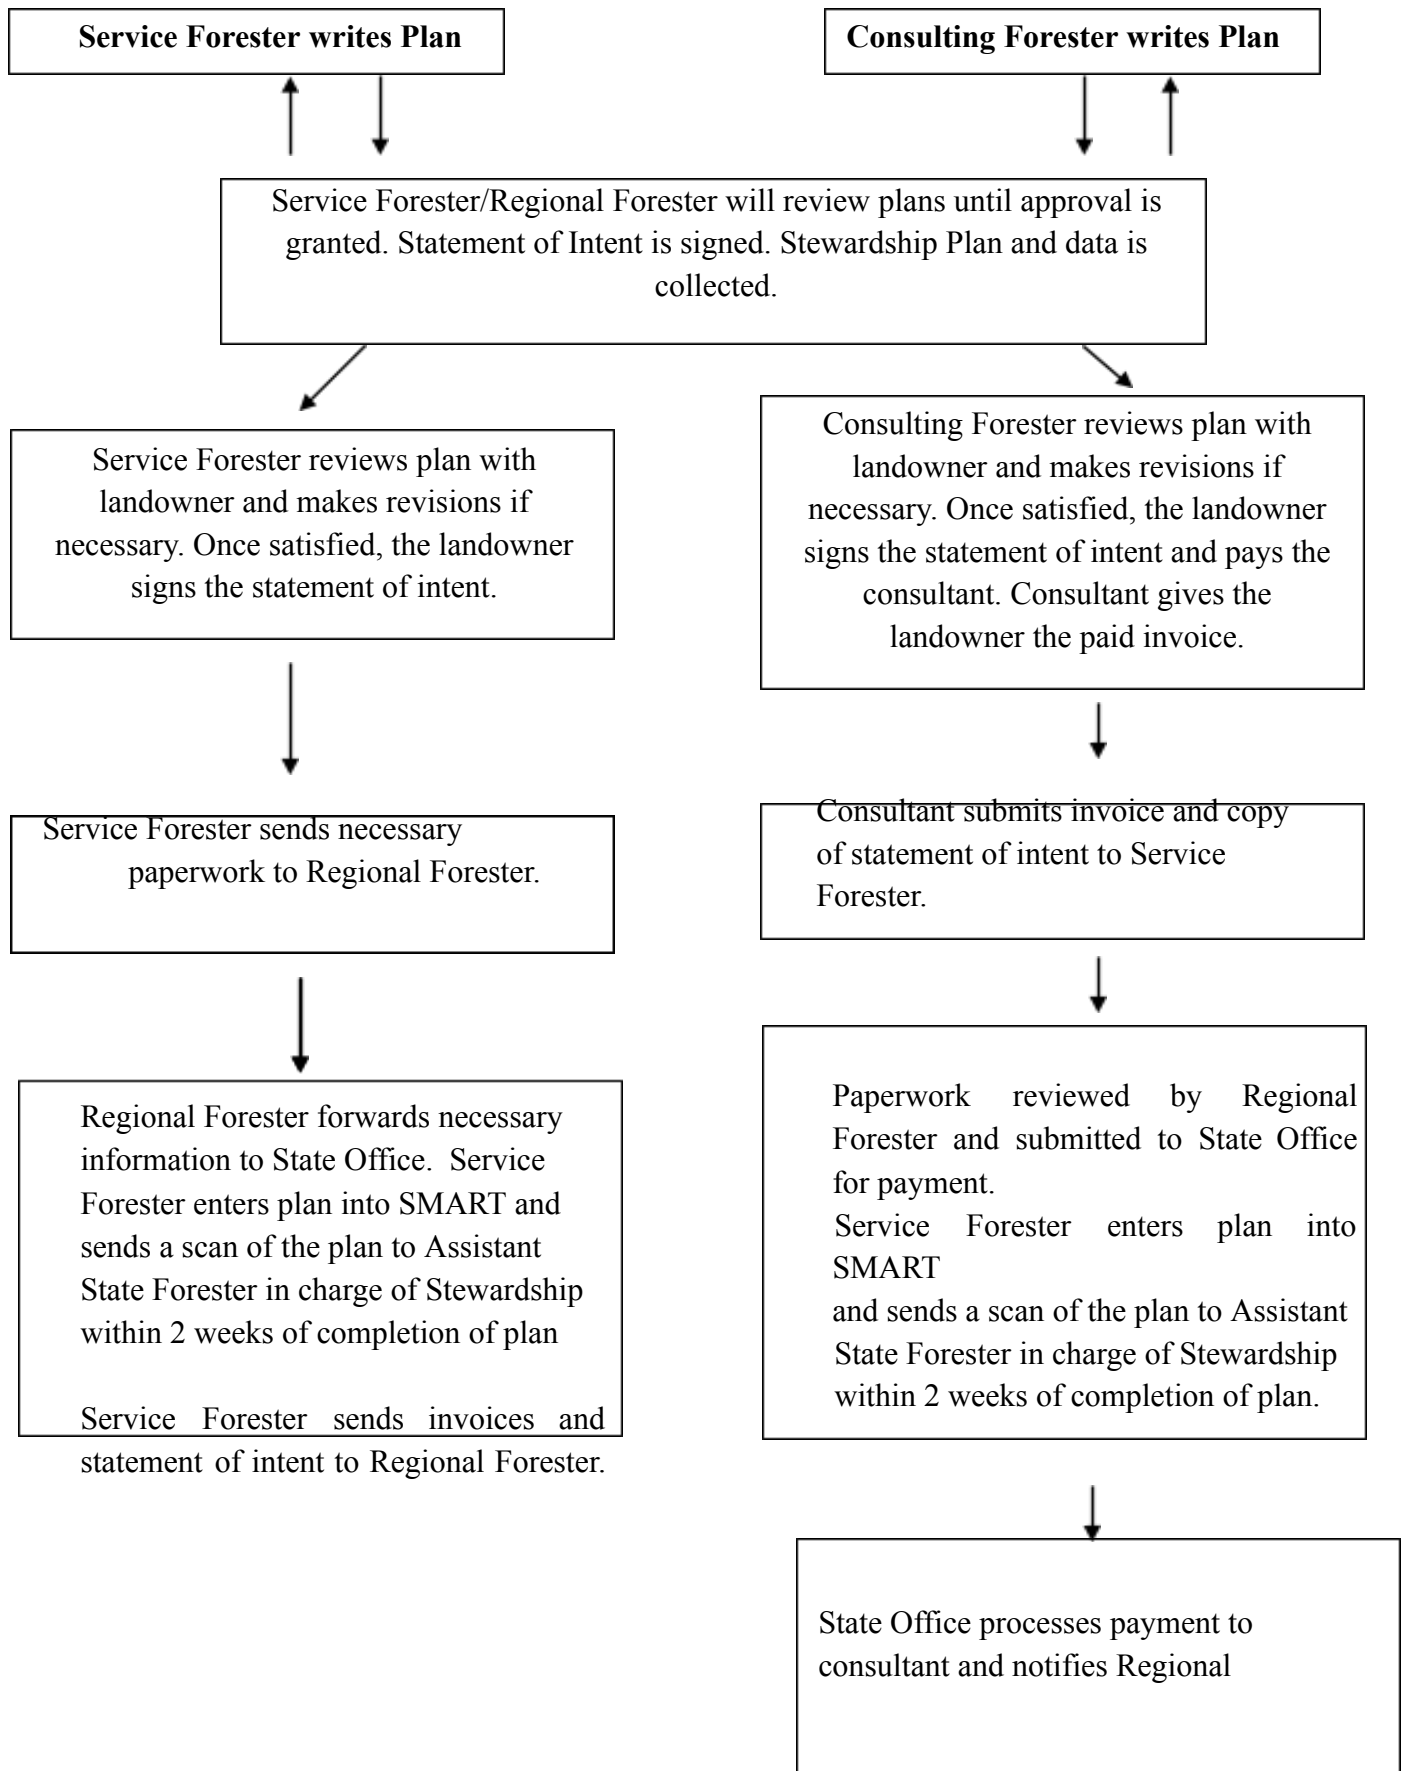 Service Forester writes Plan
Consulting Forester writes Plan
Service Forester/Regional Forester will review plans until approval is
granted. Statement of Intent is signed. Stewardship Plan and data is
collected.
Service Forester reviews plan with
landowner and makes revisions if
necessary. Once satisfied, the landowner
signs the statement of intent.
Consulting Forester reviews plan with
landowner and makes revisions if
necessary. Once satisfied, the landowner
signs the statement of intent and pays the
consultant. Consultant gives the
landowner the paid invoice.
Service Forester sends necessary
paperwork to Regional Forester.
Consultant submits invoice and copy
of statement of intent to Service
Forester.
Regional Forester forwards necessary
information to State Office. Service
Forester enters plan into SMART and
sends a scan of the plan to Assistant
State Forester in charge of Stewardship
within 2 weeks of completion of plan
Service Forester sends invoices and
statement of intent to Regional Forester.
Paperwork reviewed by Regional
Forester and submitted to State Office
for payment.
Service Forester enters plan into
SMART
and sends a scan of the plan to Assistant
State Forester in charge of Stewardship
within 2 weeks of completion of plan.
State Office processes payment to
consultant and notifies Regional